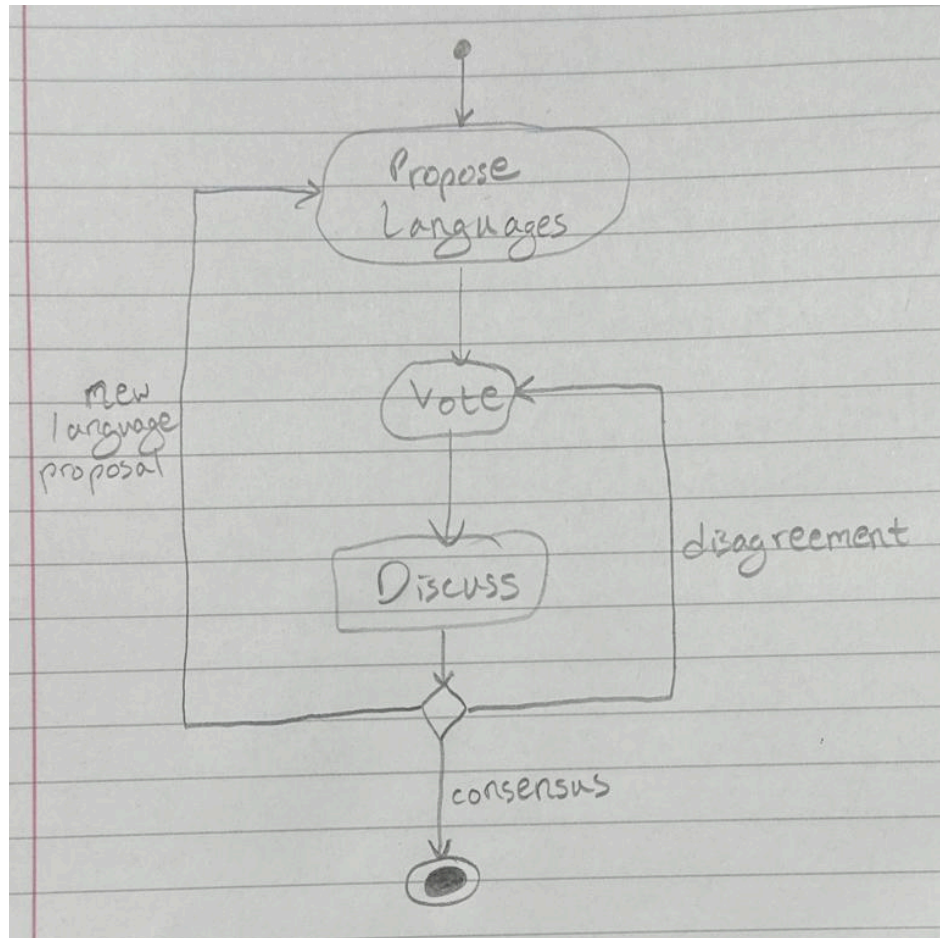 Propose
Languages
Vote
new
language
proposal
disagreement
Discuss
consensus